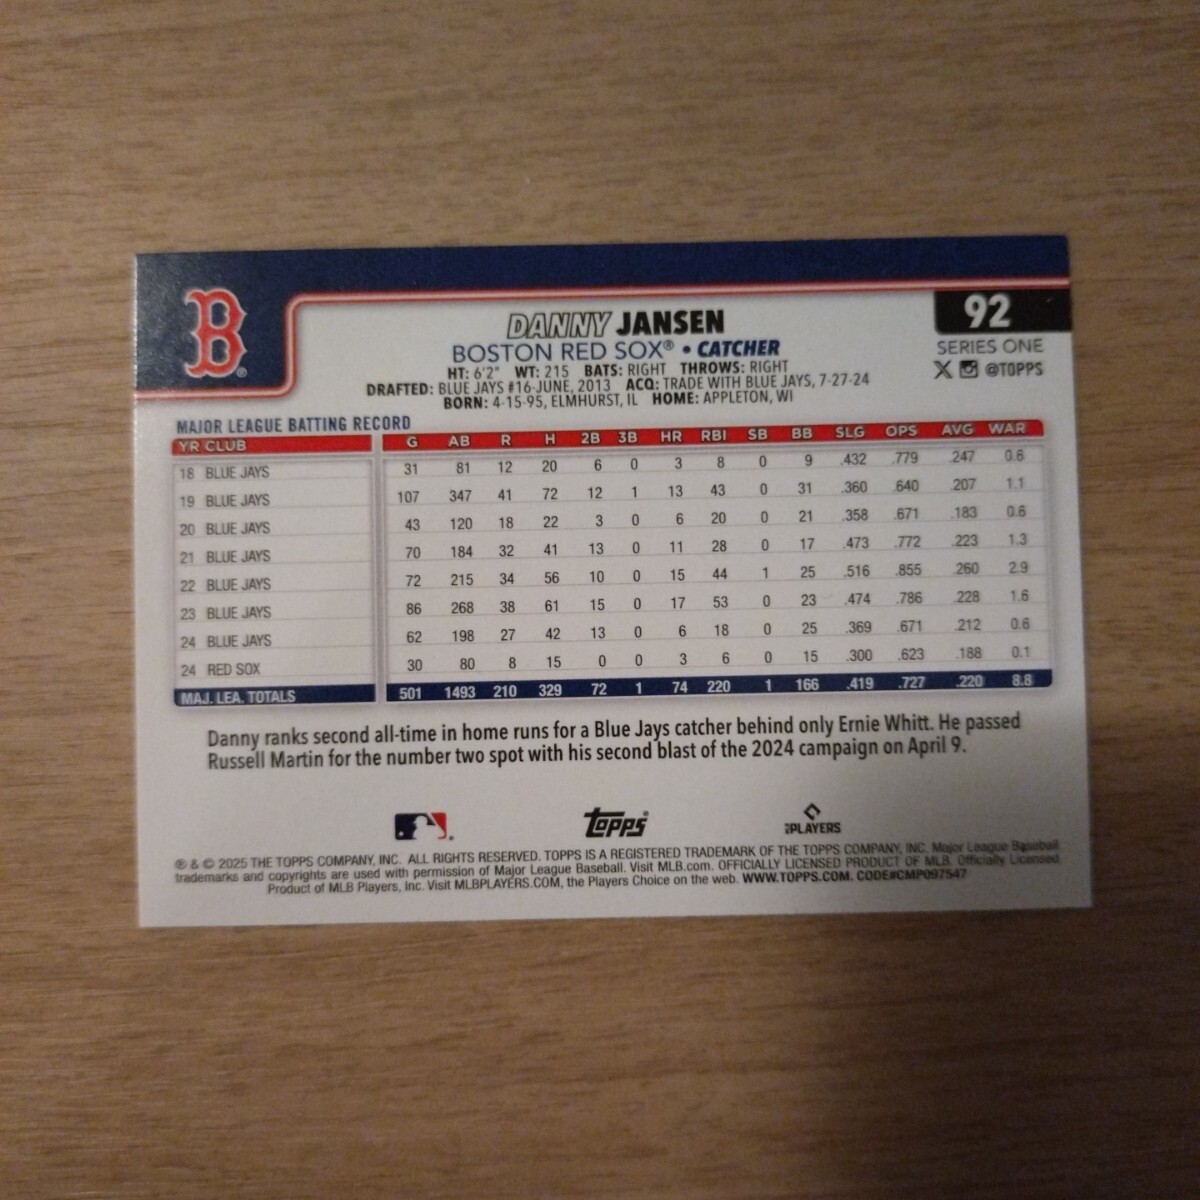 B
92
DANNY JANSEN
SERIES ONE
BOSTON RED SOX® • CATCHER
@TOPPS
HT: 6'2" WT: 215 BATS: RIGHT THROWS: RIGHT
DRAFTED: BLUE JAYS #16-JUNE, 2013 ACQ: TRADE WITH BLUE JAYS, 7-27-24
BORN: 4-15-95, ELMHURST, IL HOME: APPLETON, WI
MAJOR LEAGUE BATTING RECORD
YR CLUB G AB R H 2B 3B HR RBI SB BB SLG OPS AVG WAR
18 BLUE JAYS 31 81 12 20 6 0 3 8 0 9 .432 .779 .247 0.6
19 BLUE JAYS 107 347 41 72 12 1 13 43 0 31 .360 .640 .207 1.1
20 BLUE JAYS 43 120 18 22 3 0 6 20 0 21 .358 .671 .183 0.6
21 BLUE JAYS 70 184 32 41 13 0 11 28 0 17 .473 .772 .223 1.3
22 BLUE JAYS 72 215 34 56 10 0 15 44 1 25 .516 .855 .260 2.9
23 BLUE JAYS 86 268 38 61 15 0 17 53 0 23 .474 .786 .228 1.6
24 BLUE JAYS 62 198 27 42 13 0 6 18 0 25 .369 .671 .212 0.6
24 RED SOX 30 80 8 15 0 0 3 6 0 15 .300 .623 .188 0.1
MAJ. LEA. TOTALS 501 1493 210 329 72 1 74 220 1 166 .419 .727 .220 8.8
Danny ranks second all-time in home runs for a Blue Jays catcher behind only Ernie Whitt. He passed
Russell Martin for the number two spot with his second blast of the 2024 campaign on April 9.
Topps®
PLAYERS
® & © 2025 THE TOPPS COMPANY, INC. ALL RIGHTS RESERVED. TOPPS IS A REGISTERED TRADEMARK OF THE TOPPS COMPANY, INC. Major League Baseball
trademarks and copyrights are used with permission of Major League Baseball. Visit MLB.com. OFFICIALLY LICENSED PRODUCT OF MLB. Officially Licensed
Product of MLB Players, Inc. Visit MLBPLAYERS.COM, the Players Choice on the web. WWW.TOPPS.COM. CODE#CMP097547